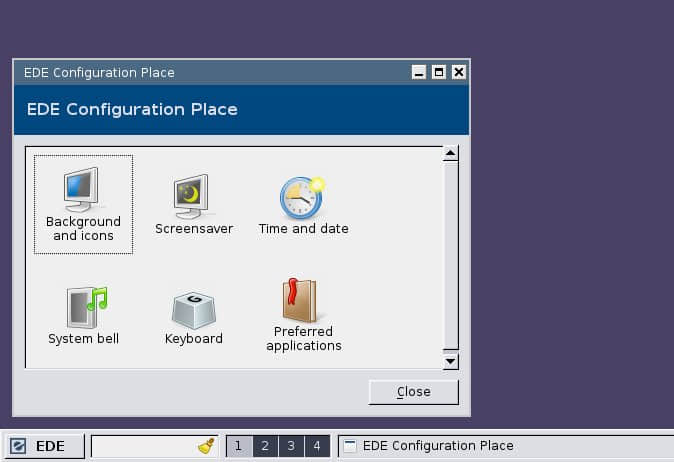 EDE Configuration Place
EDE Configuration Place
Background
and icons
Screensaver
Time and date
System bell
G
Keyboard
Preferred
applications
Close
EDE
1
2
3
4
EDE Configuration Place